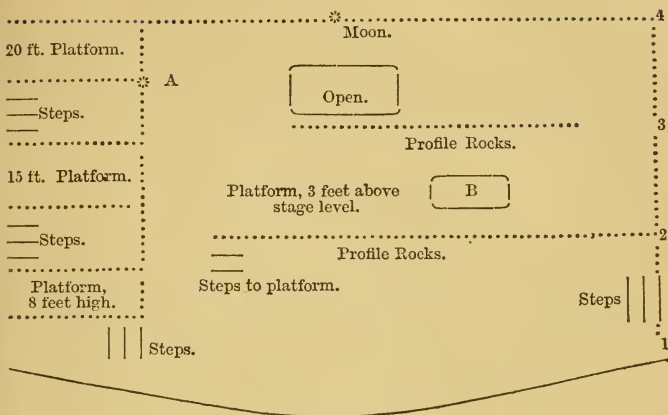 4
Moon.
20 ft. Platform.
A
Open.
Steps.
3
Profile Rocks.
15 ft. Platform.
Platform, 3 feet above
stage level.
B
2
Steps.
Profile Rocks.
Platform,
8 feet high.
Steps to platform.
Steps
1
Steps.